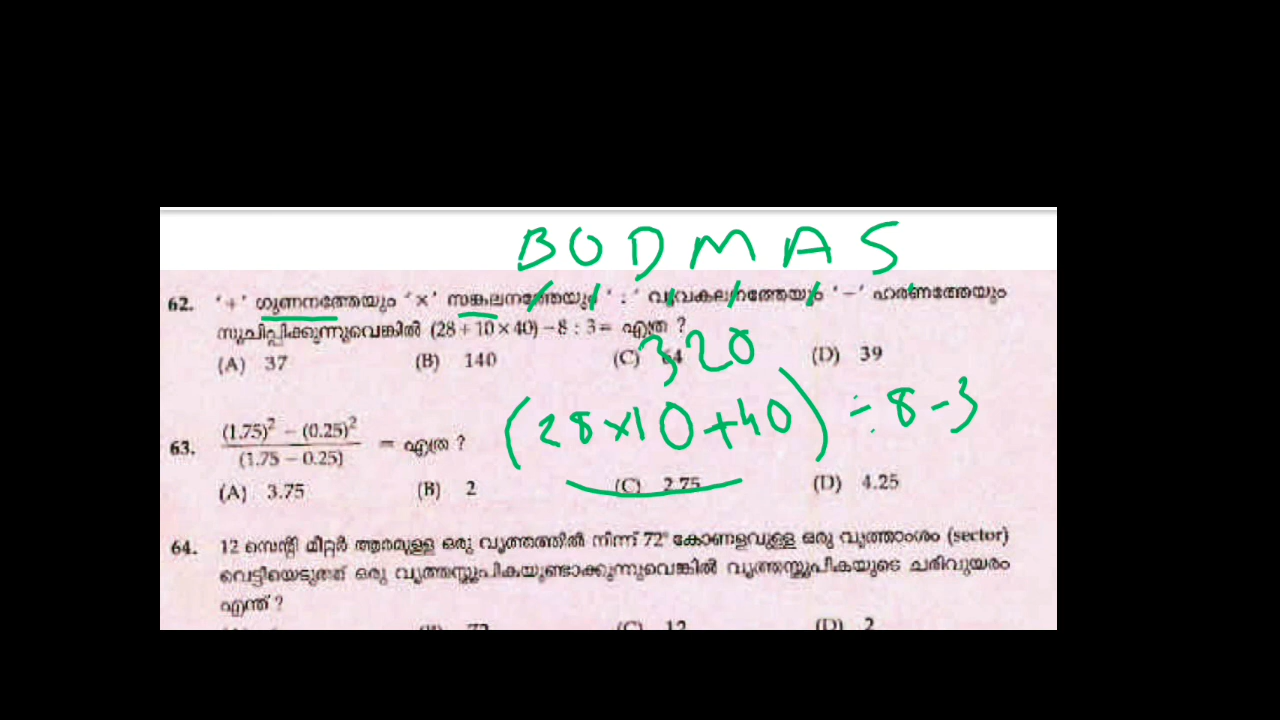 B O D M A S
62. '+' ഗുണനത്തേയും '×' സങ്കലനത്തേയും ':' വ്യവകലനത്തേയും '−' ഹരണത്തേയും
സൂചിപ്പിക്കുന്നുവെങ്കിൽ (28 + 10 × 40) − 8 : 3 = എത്ര ?
320
(A) 37 (B) 140 (C) 64 (D) 39
(28×10+40) ÷ 8 − 3
63. (1.75)² − (0.25)² / (1.75 − 0.25) = എത്ര ?
(A) 3.75 (B) 2 (C) 2.75 (D) 4.25
64. 12 സെന്റി മീറ്റർ ആരമുള്ള ഒരു വൃത്തത്തിൽ നിന്ന് 72° കോണളവുള്ള ഒരു വൃത്താംശം (sector)
വെട്ടിയെടുത്ത് ഒരു വൃത്തസ്തൂപികയുണ്ടാക്കുന്നുവെങ്കിൽ വൃത്തസ്തൂപികയുടെ ചരിവുയരം
എന്ത് ?
(B) 72 (C) 12 (D) 2